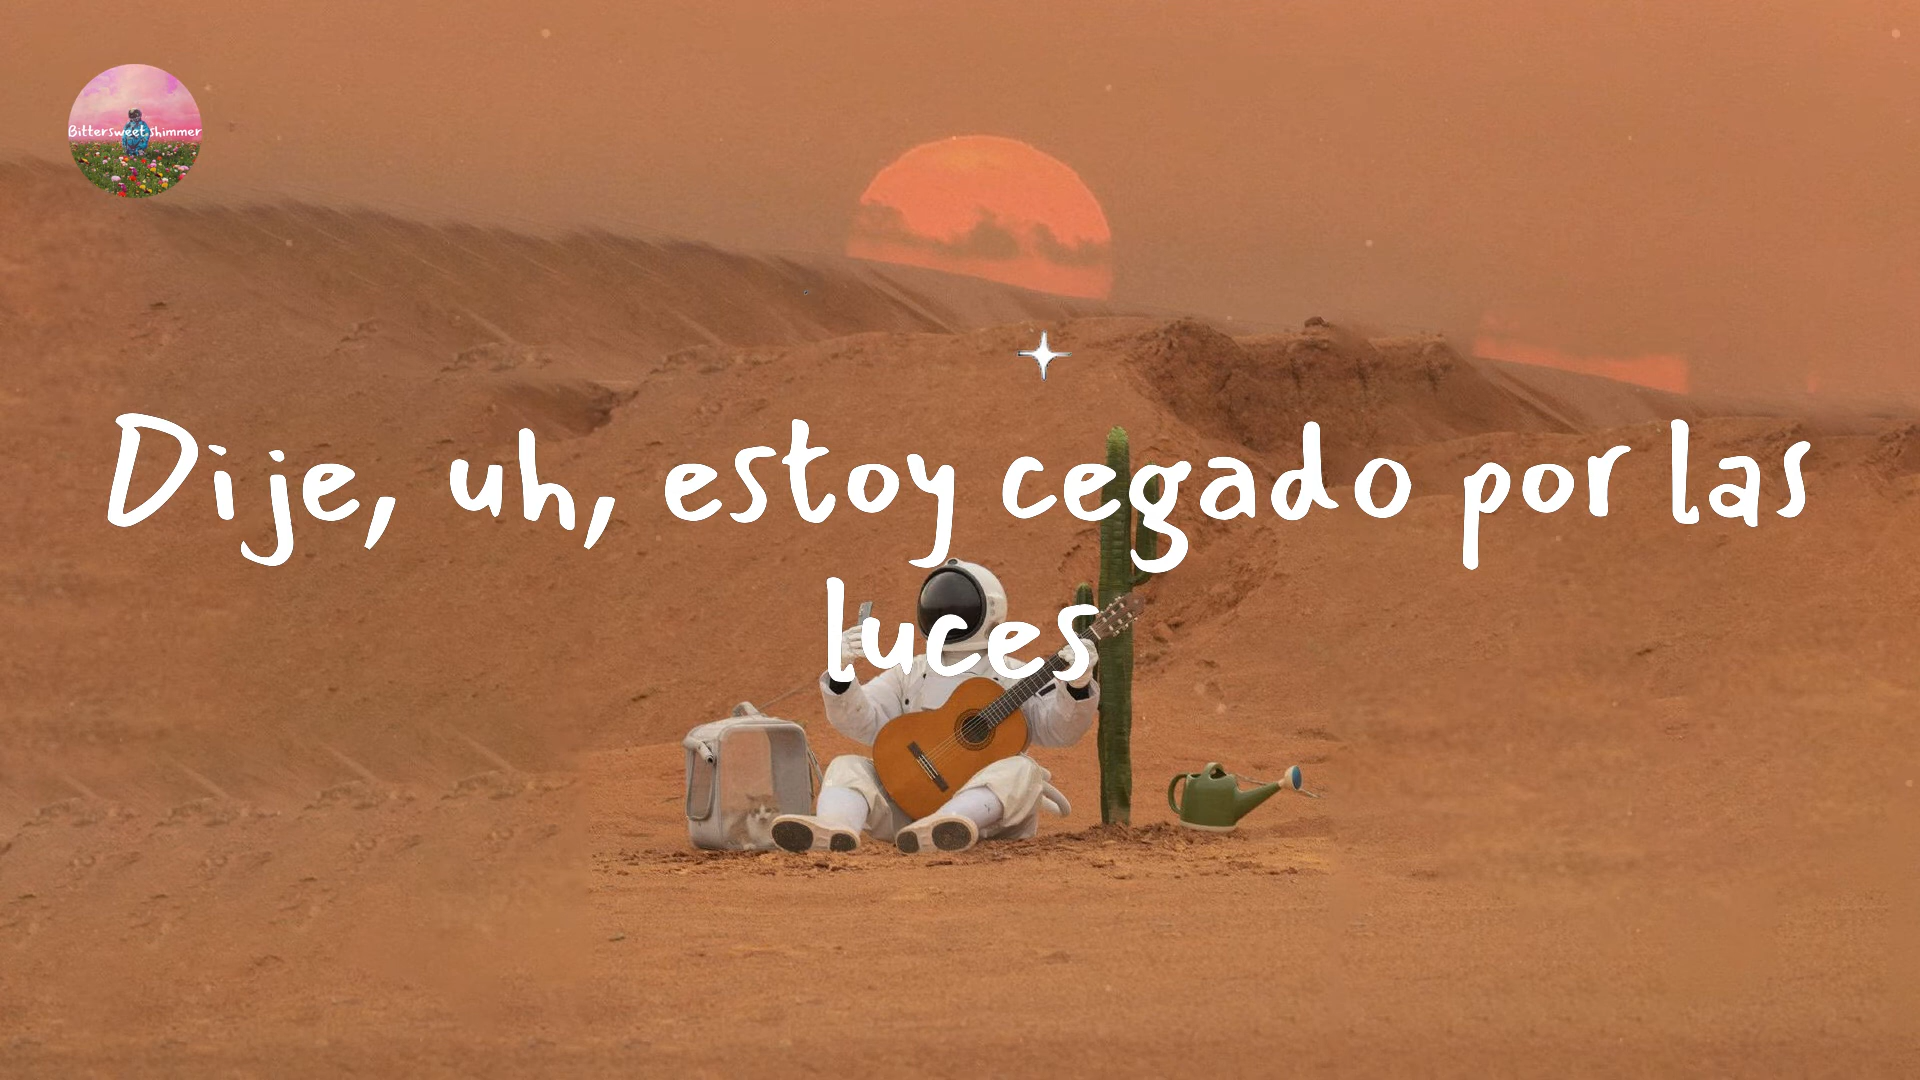 Bittersweet shimmer
Dije, uh, estoy cegado por las
luces